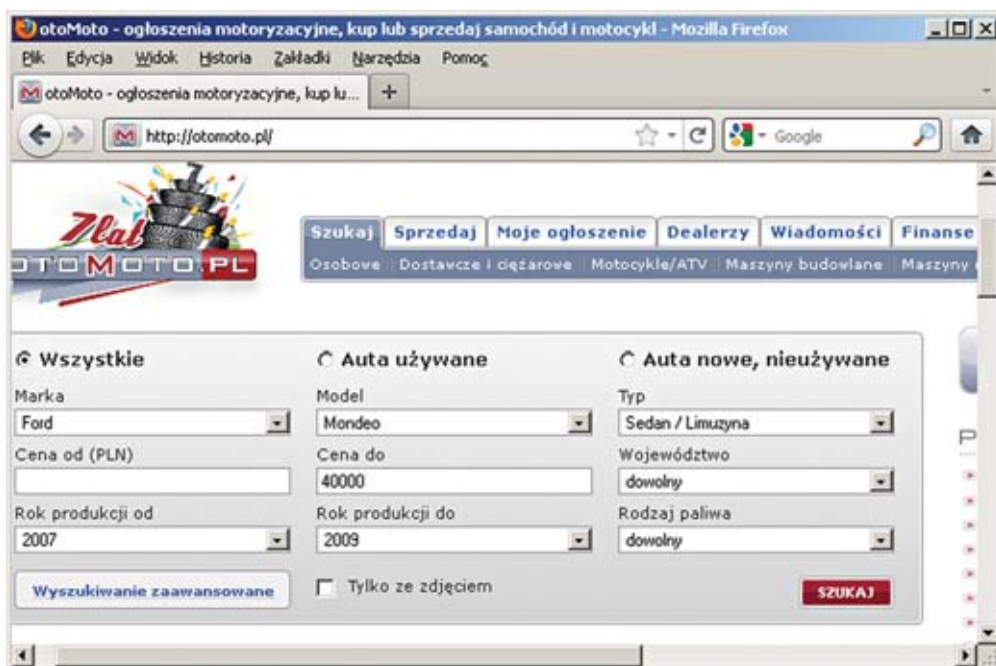 otoMoto - ogłoszenia motoryzacyjne, kup lub sprzedaj samochód i motocykl - Mozilla Firefox
Plik Edycja Widok Historia Zakładki Narzędzia Pomoc
otoMoto - ogłoszenia motoryzacyjne, kup lu... +
http://otomoto.pl/ Google
7
7 lat
OTOMOTO.PL
Szukaj Sprzedaj Moje ogłoszenie Dealerzy Wiadomości Finanse
Osobowe Dostawcze i ciężarowe Motocykle/ATV Maszyny budowlane Maszyny
Wszystkie Auta używane Auta nowe, nieużywane
Marka Model Typ
Ford Mondeo Sedan / Limuzyna
P
Cena od (PLN) Cena do Województwo
40000 dowolny
Rok produkcji od Rok produkcji do Rodzaj paliwa
2007 2009 dowolny
Wyszukiwanie zaawansowane Tylko ze zdjęciem SZUKAJ